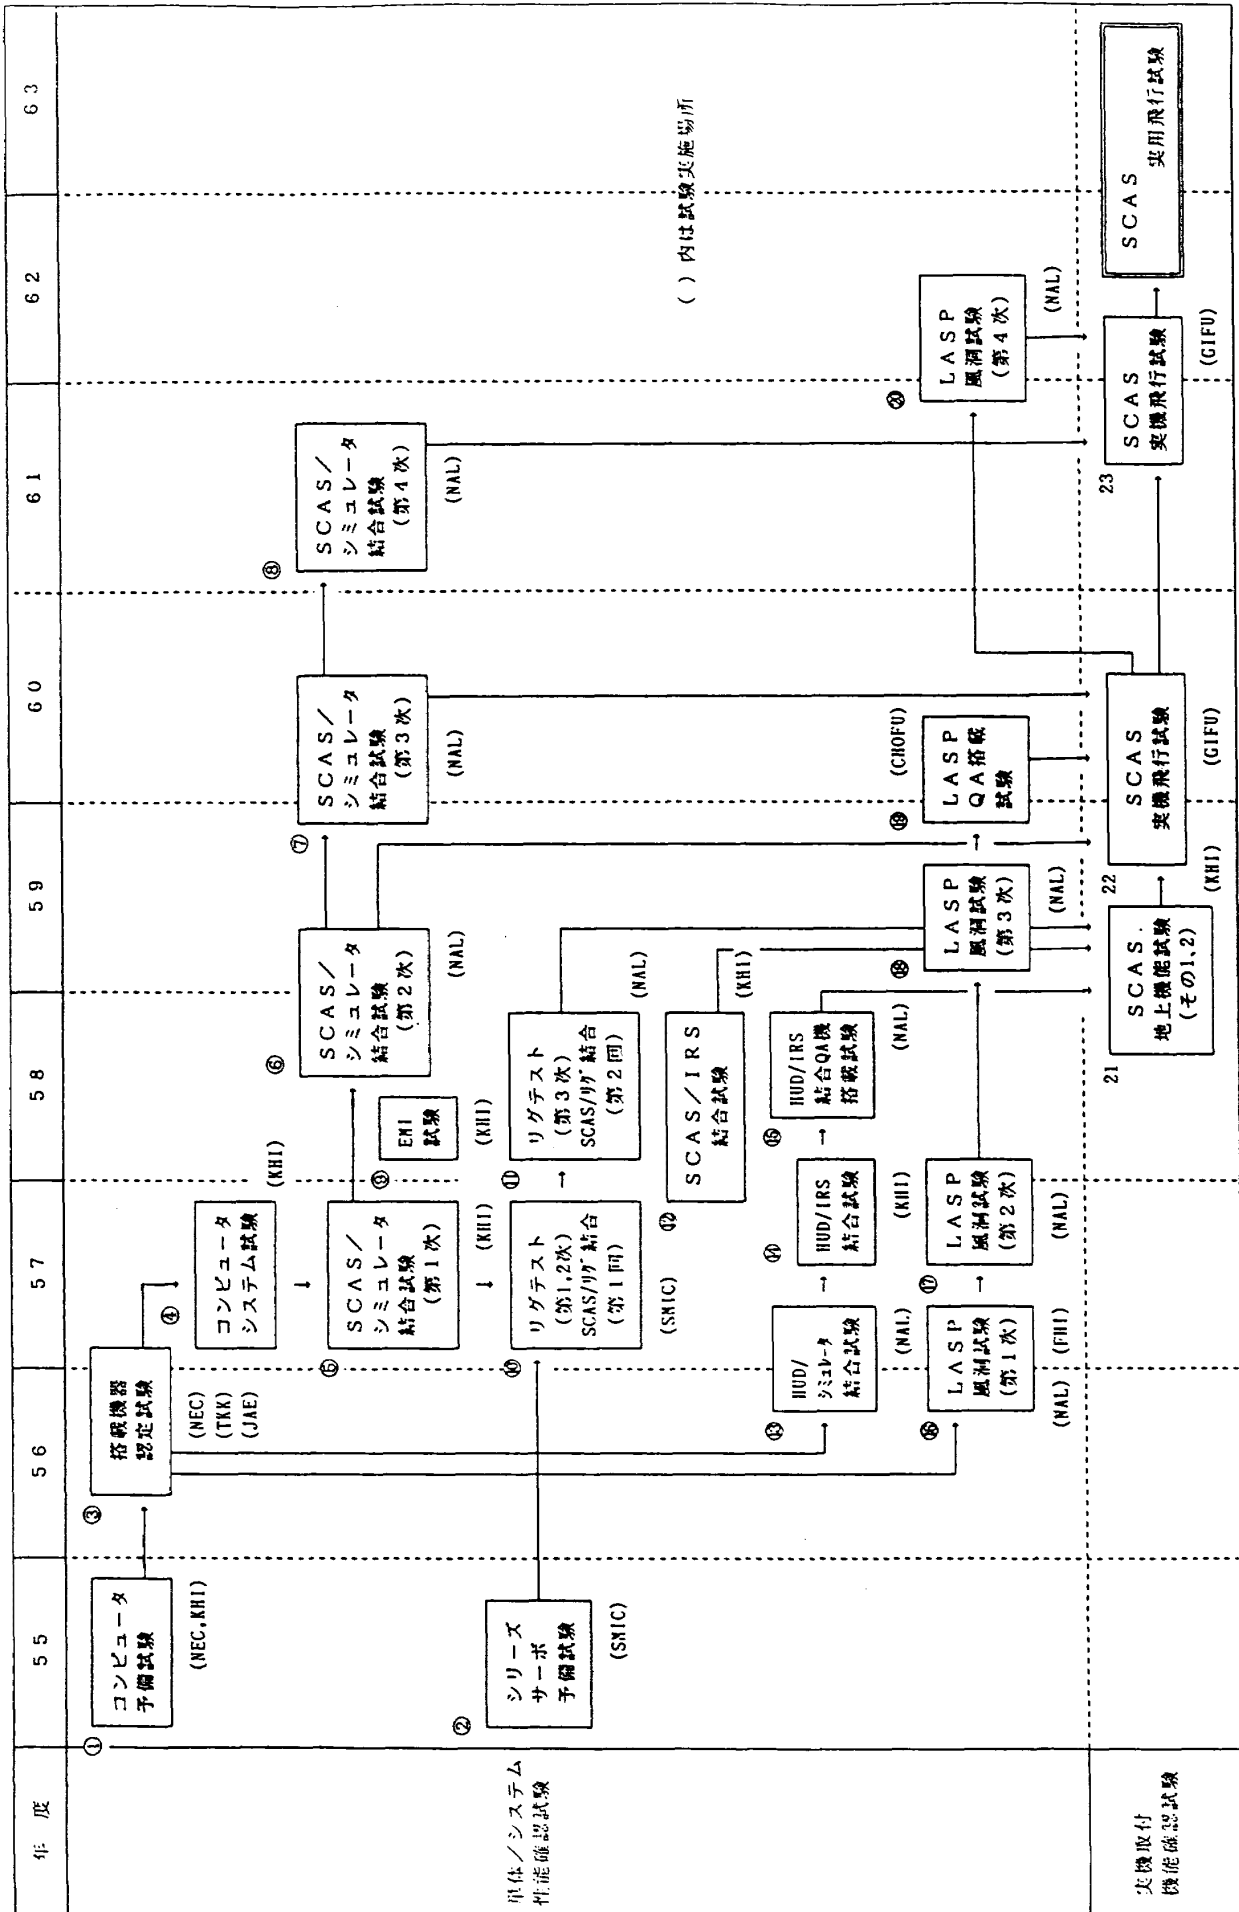 年度
55
56
57
58
59
60
61
62
63
単体/システム
性能確認試験
①
コンピュータ
予備試験
(NEC,KHI)
②
シリーズ
サーボ
予備試験
(SMIC)
③
搭載機器
認定試験
(NEC)
(TKK)
(JAE)
④
コンピュータ
システム試験
(KHI)
⑥
SCAS/
シミュレータ
結合試験
(第1次)
(KHI)
⑥
SCAS/
シミュレータ
結合試験
(第2次)
(NAL)
⑦
SCAS/
シミュレータ
結合試験
(第3次)
(NAL)
⑧
SCAS/
シミュレータ
結合試験
(第4次)
(NAL)
⑨
EMI
試験
(KHI)
⑩
リグテスト
(第1,2次)
SCAS/リグ結合
(第1回)
(SMIC)
⑪
リグテスト
(第3次)
SCAS/リグ結合
(第2回)
(NAL)
⑫
SCAS/IRS
結合試験
(KHI)
⑬
HUD/
シミュレータ
結合試験
(NAL)
⑭
HUD/IRS
結合試験
(KHI)
⑮
HUD/IRS
結合QA機
搭載試験
(NAL)
⑯
LASP
風洞試験
(第1次)
(NAL) (FHI)
⑰
LASP
風洞試験
(第2次)
(NAL)
⑱
LASP
風洞試験
(第3次)
(NAL)
⑲
LASP
QA搭載
試験
(CHOFU)
⑳
LASP
風洞試験
(第4次)
(NAL)
( ) 内は試験実施場所
実機取付
機能確認試験
21
SCAS.
地上機能試験
(その1,2)
(KHI)
22
SCAS
実機飛行試験
(GIFU)
23
SCAS
実機飛行試験
(GIFU)
SCAS
実用飛行試験